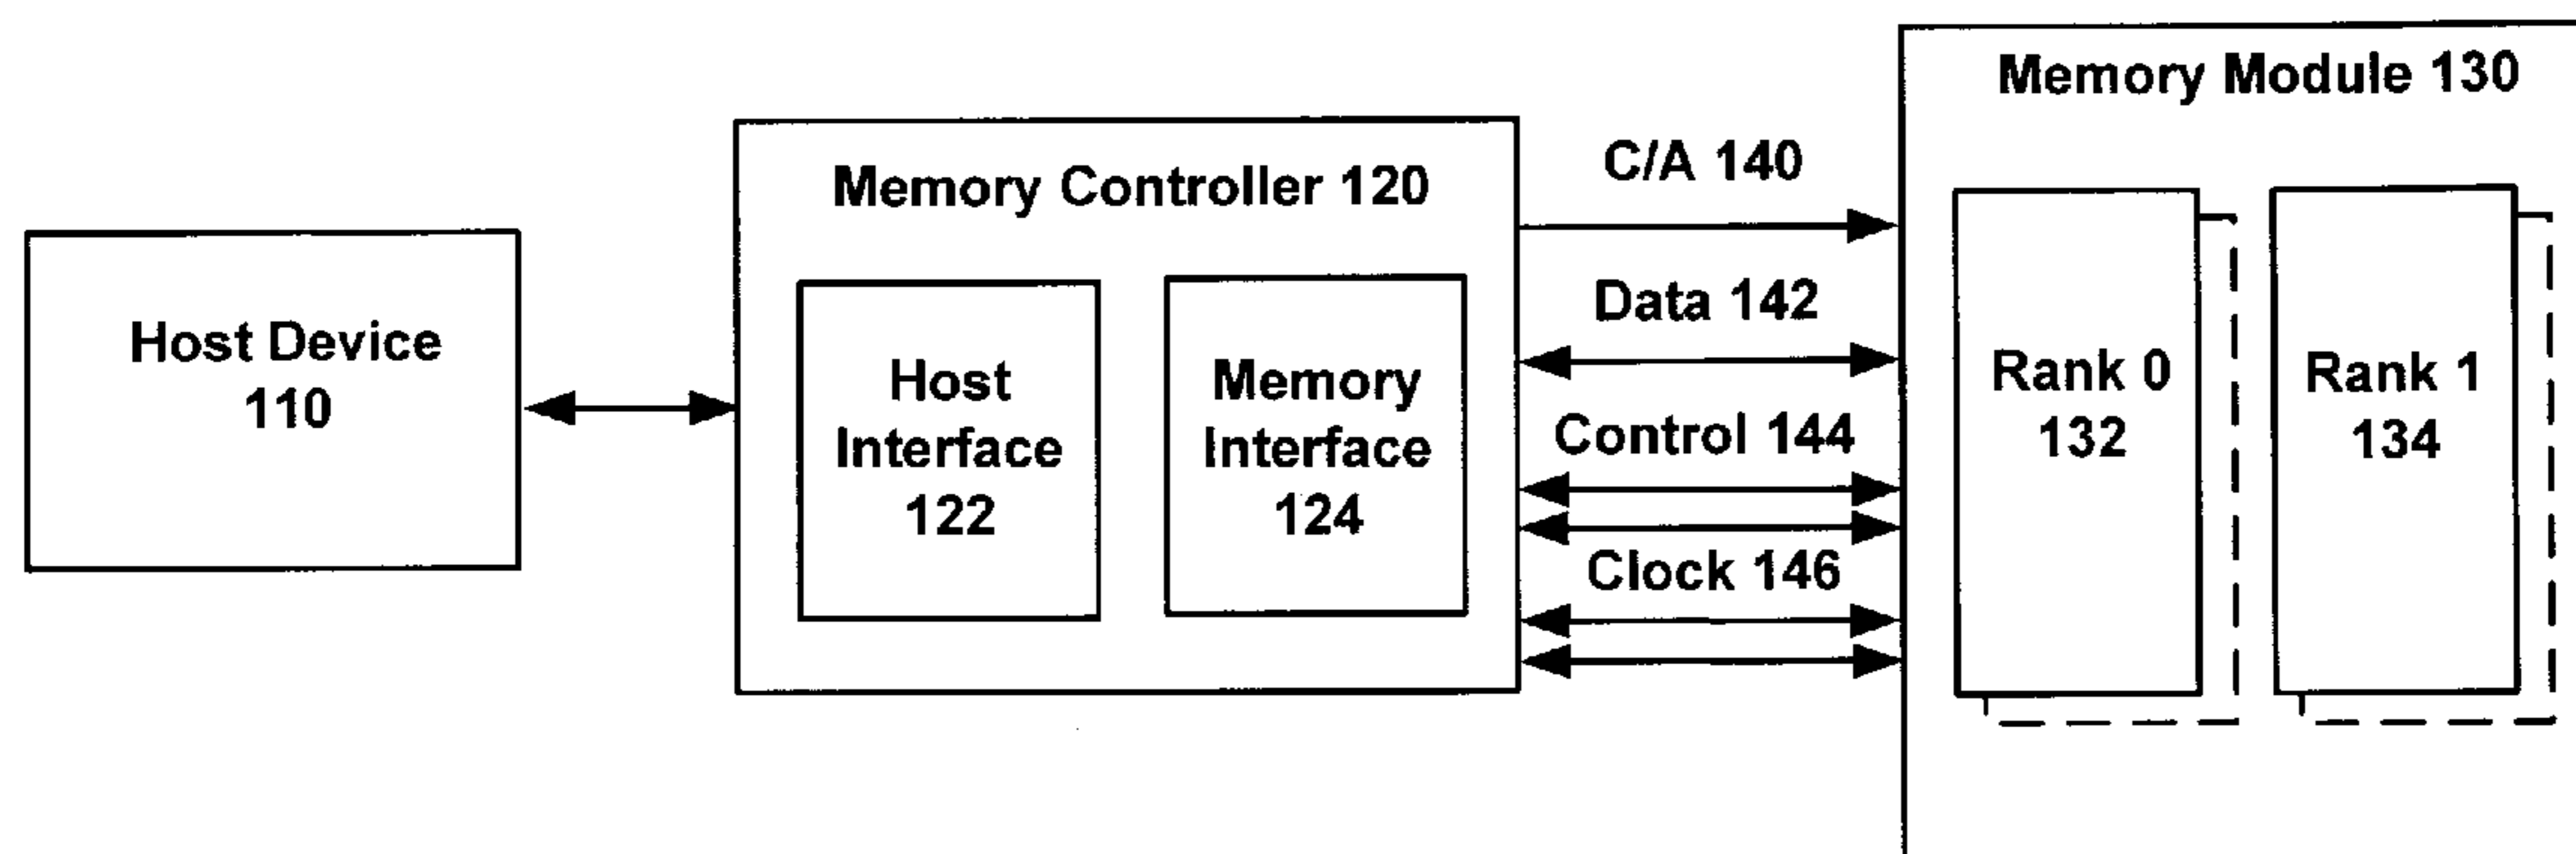 Memory Module 130
C/A 140
Memory Controller 120
Data 142
Host Device
110
Host
Interface
122
Memory
Interface
124
Control 144
Clock 146
Rank 0
132
Rank 1
134